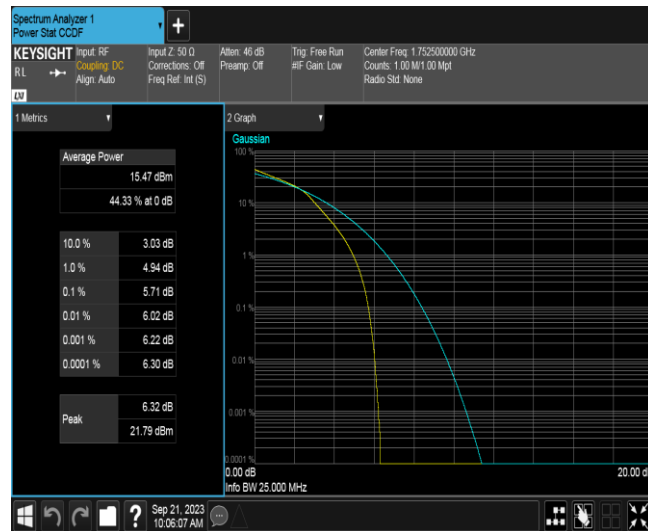 Spectrum Analyzer 1
Power Stat CCDF
+
KEYSIGHT
RL
LXI
Input: RF
Coupling: DC
Align: Auto
Input Z: 50 Ω
Corrections: Off
Freq Ref: Int (S)
Atten: 46 dB
Preamp: Off
Trig: Free Run
#IF Gain: Low
Center Freq: 1.752500000 GHz
Counts: 1.00 M/1.00 Mpt
Radio Std: None
1 Metrics
Average Power
15.47 dBm
44.33 % at 0 dB
10.0 % 3.03 dB
1.0 % 4.94 dB
0.1 % 5.71 dB
0.01 % 6.02 dB
0.001 % 6.22 dB
0.0001 % 6.30 dB
Peak
6.32 dB
21.79 dBm
2 Graph
Gaussian
100 %
10 %
1 %
0.1 %
0.01 %
0.001 %
0.0001 %
0.00 dB
20.00 d
Info BW 25.000 MHz
?
Sep 21, 2023
10:06:07 AM